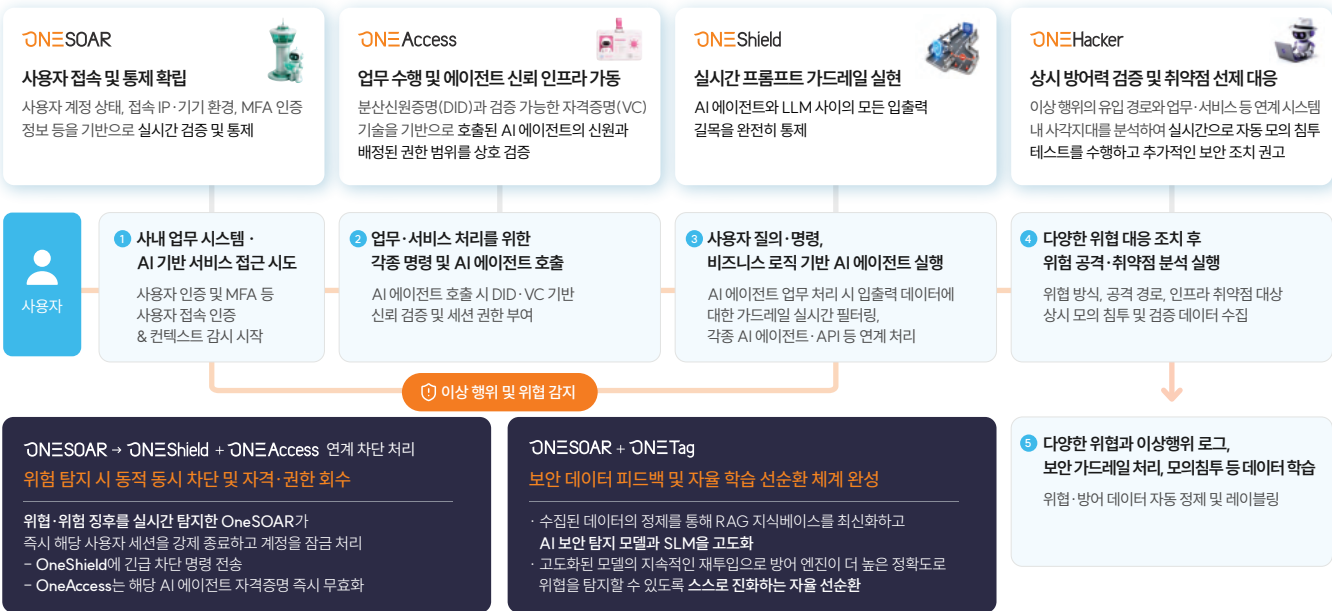 ONESOAR
사용자 접속 및 통제 확립
사용자 계정 상태, 접속 IP·기기 환경, MFA 인증
정보 등을 기반으로 실시간 검증 및 통제
ONEAccess
업무 수행 및 에이전트 신뢰 인프라 가동
분산신원증명(DID)과 검증 가능한 자격증명(VC)
기술을 기반으로 호출된 AI 에이전트의 신원과
배정된 권한 범위를 상호 검증
ONEShield
실시간 프롬프트 가드레일 실현
AI 에이전트와 LLM 사이의 모든 입출력
길목을 완전히 통제
ONEHacker
상시 방어력 검증 및 취약점 선제 대응
이상 행위의 유입 경로와 업무·서비스 등 연계시스템
내 사각지대를 분석하여 실시간으로 자동 모의 침투
테스트를 수행하고 추가적인 보안 조치 권고
사용자
1 사내 업무 시스템 ·
AI 기반 서비스 접근 시도
사용자 인증 및 MFA 등
사용자 접속 인증
& 컨텍스트 감시 시작
2 업무·서비스 처리를 위한
각종 명령 및 AI 에이전트 호출
AI 에이전트 호출 시 DID·VC 기반
신뢰 검증 및 세션 권한 부여
3 사용자 질의·명령,
비즈니스 로직 기반 AI 에이전트 실행
AI 에이전트 업무 처리 시 입출력 데이터에
대한 가드레일 실시간 필터링,
각종 AI 에이전트·API 등 연계 처리
4 다양한 위협 대응 조치 후
위험 공격·취약점 분석 실행
위협 방식, 공격 경로, 인프라 취약점 대상
상시 모의 침투 및 검증 데이터 수집
이상 행위 및 위협 감지
ONESOAR → ONEShield + ONEAccess 연계 차단 처리
위험 탐지 시 동적 동시 차단 및 자격·권한 회수
위협·위험 징후를 실시간 탐지한 OneSOAR가
즉시 해당 사용자 세션을 강제 종료하고 계정을 잠금 처리
– OneShield에 긴급 차단 명령 전송
– OneAccess는 해당 AI 에이전트 자격증명 즉시 무효화
ONESOAR + ONETag
보안 데이터 피드백 및 자율 학습 선순환 체계 완성
· 수집된 데이터의 정제를 통해 RAG 지식베이스를 최신화하고
AI 보안 탐지 모델과 SLM을 고도화
· 고도화된 모델의 지속적인 재투입으로 방어 엔진이 더 높은 정확도로
위협을 탐지할 수 있도록 스스로 진화하는 자율 선순환
5 다양한 위협과 이상행위 로그,
보안 가드레일 처리, 모의침투 등 데이터 학습
위협·방어 데이터 자동 정제 및 레이블링